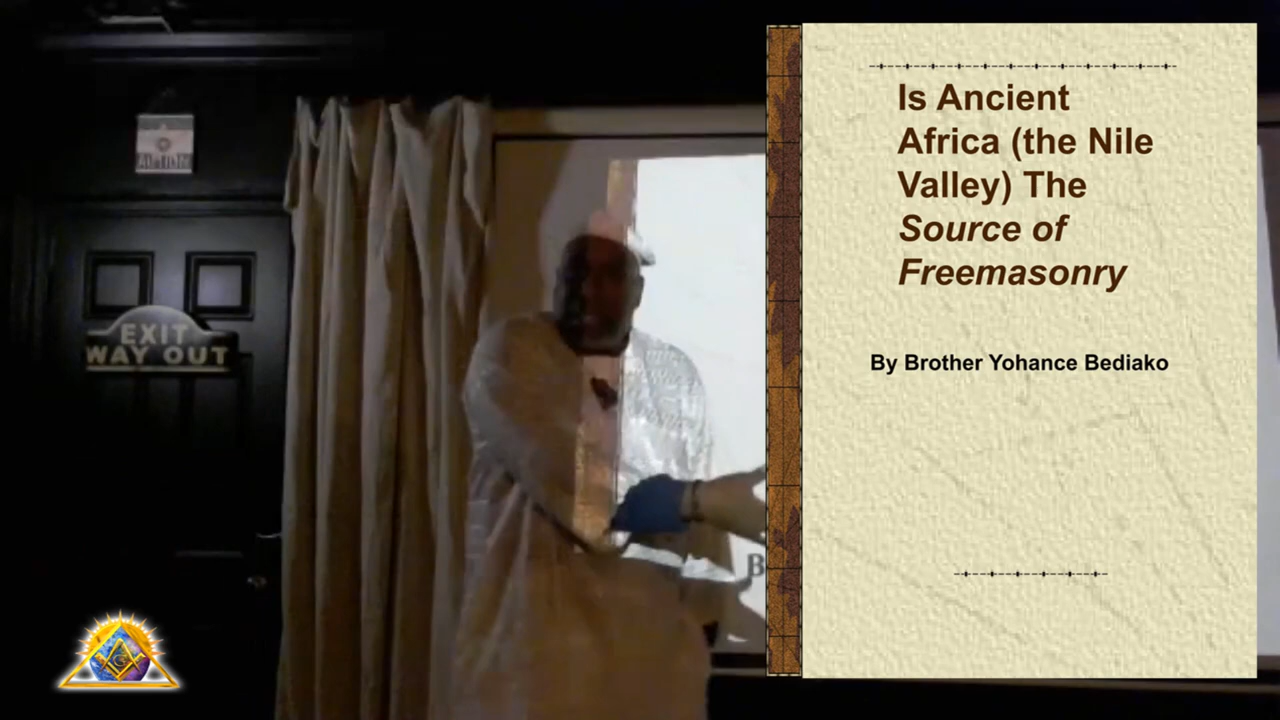 EXIT
WAY OUT
Is Ancient
Africa (the Nile
Valley) The
Source of
Freemasonry
By Brother Yohance Bediako
B
G